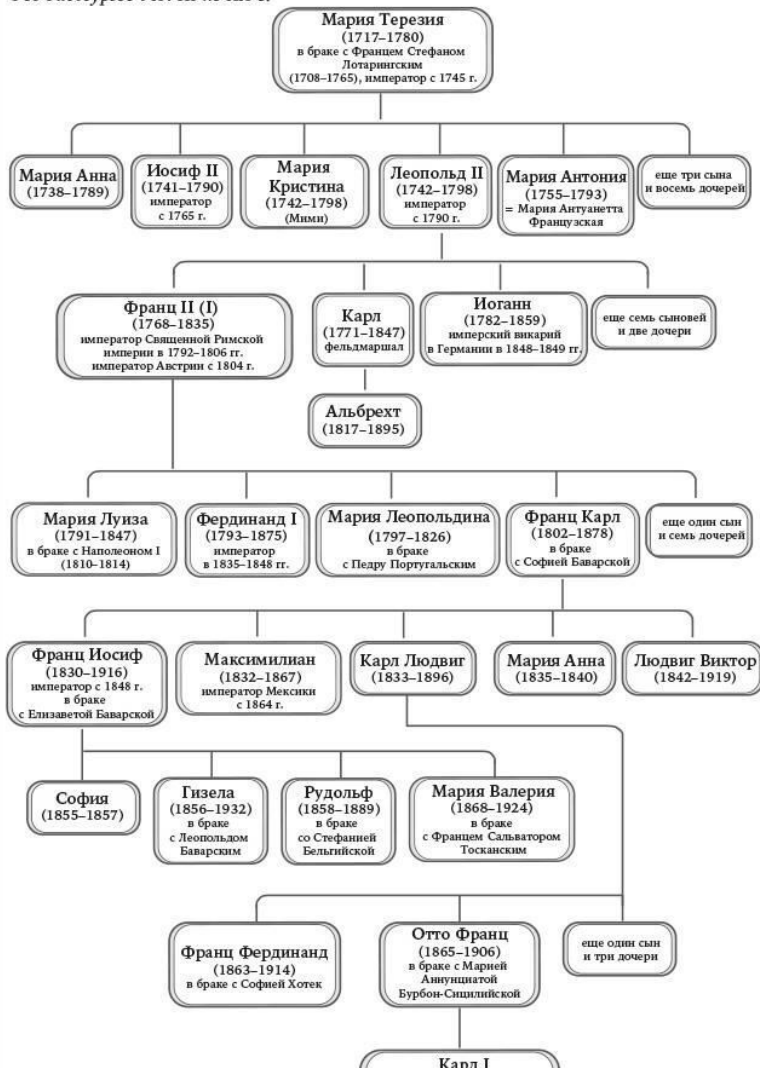 Мария Терезия
(1717–1780)
в браке с Францем Стефаном
Лотарингским
(1708–1765), император с 1745 г.
Мария Анна
(1738–1789)
Иосиф II
(1741–1790)
император
с 1765 г.
Мария
Кристина
(1742–1798)
(Мими)
Леопольд II
(1742–1798)
император
с 1790 г.
Мария Антония
(1755–1793)
= Мария Антуанетта
Французская
еще три сына
и восемь дочерей
Франц II (I)
(1768–1835)
император Священной Римской
империи в 1792–1806 гг.
император Австрии с 1804 г.
Карл
(1771–1847)
фельдмаршал
Иоганн
(1782–1859)
имперский викарий
в Германии в 1848–1849 гг.
еще семь сыновей
и две дочери
Альбрехт
(1817–1895)
Мария Луиза
(1791–1847)
в браке с Наполеоном I
(1810–1814)
Фердинанд I
(1793–1875)
император
в 1835–1848 гг.
Мария Леопольдина
(1797–1826)
в браке
с Педру Португальским
Франц Карл
(1802–1878)
в браке
с Софией Баварской
еще один сын
и семь дочерей
Франц Иосиф
(1830–1916)
император с 1848 г.
в браке
с Елизаветой Баварской
Максимилиан
(1832–1867)
император Мексики
с 1864 г.
Карл Людвиг
(1833–1896)
Мария Анна
(1835–1840)
Людвиг Виктор
(1842–1919)
София
(1855–1857)
Гизела
(1856–1932)
в браке
с Леопольдом
Баварским
Рудольф
(1858–1889)
в браке
со Стефанией
Бельгийской
Мария Валерия
(1868–1924)
в браке
с Францем Сальватором
Тосканским
Франц Фердинанд
(1863–1914)
в браке с Софией Хотек
Отто Франц
(1865–1906)
в браке с Марией
Аннунциатой
Бурбон-Сицилийской
еще один сын
и три дочери
Карл I